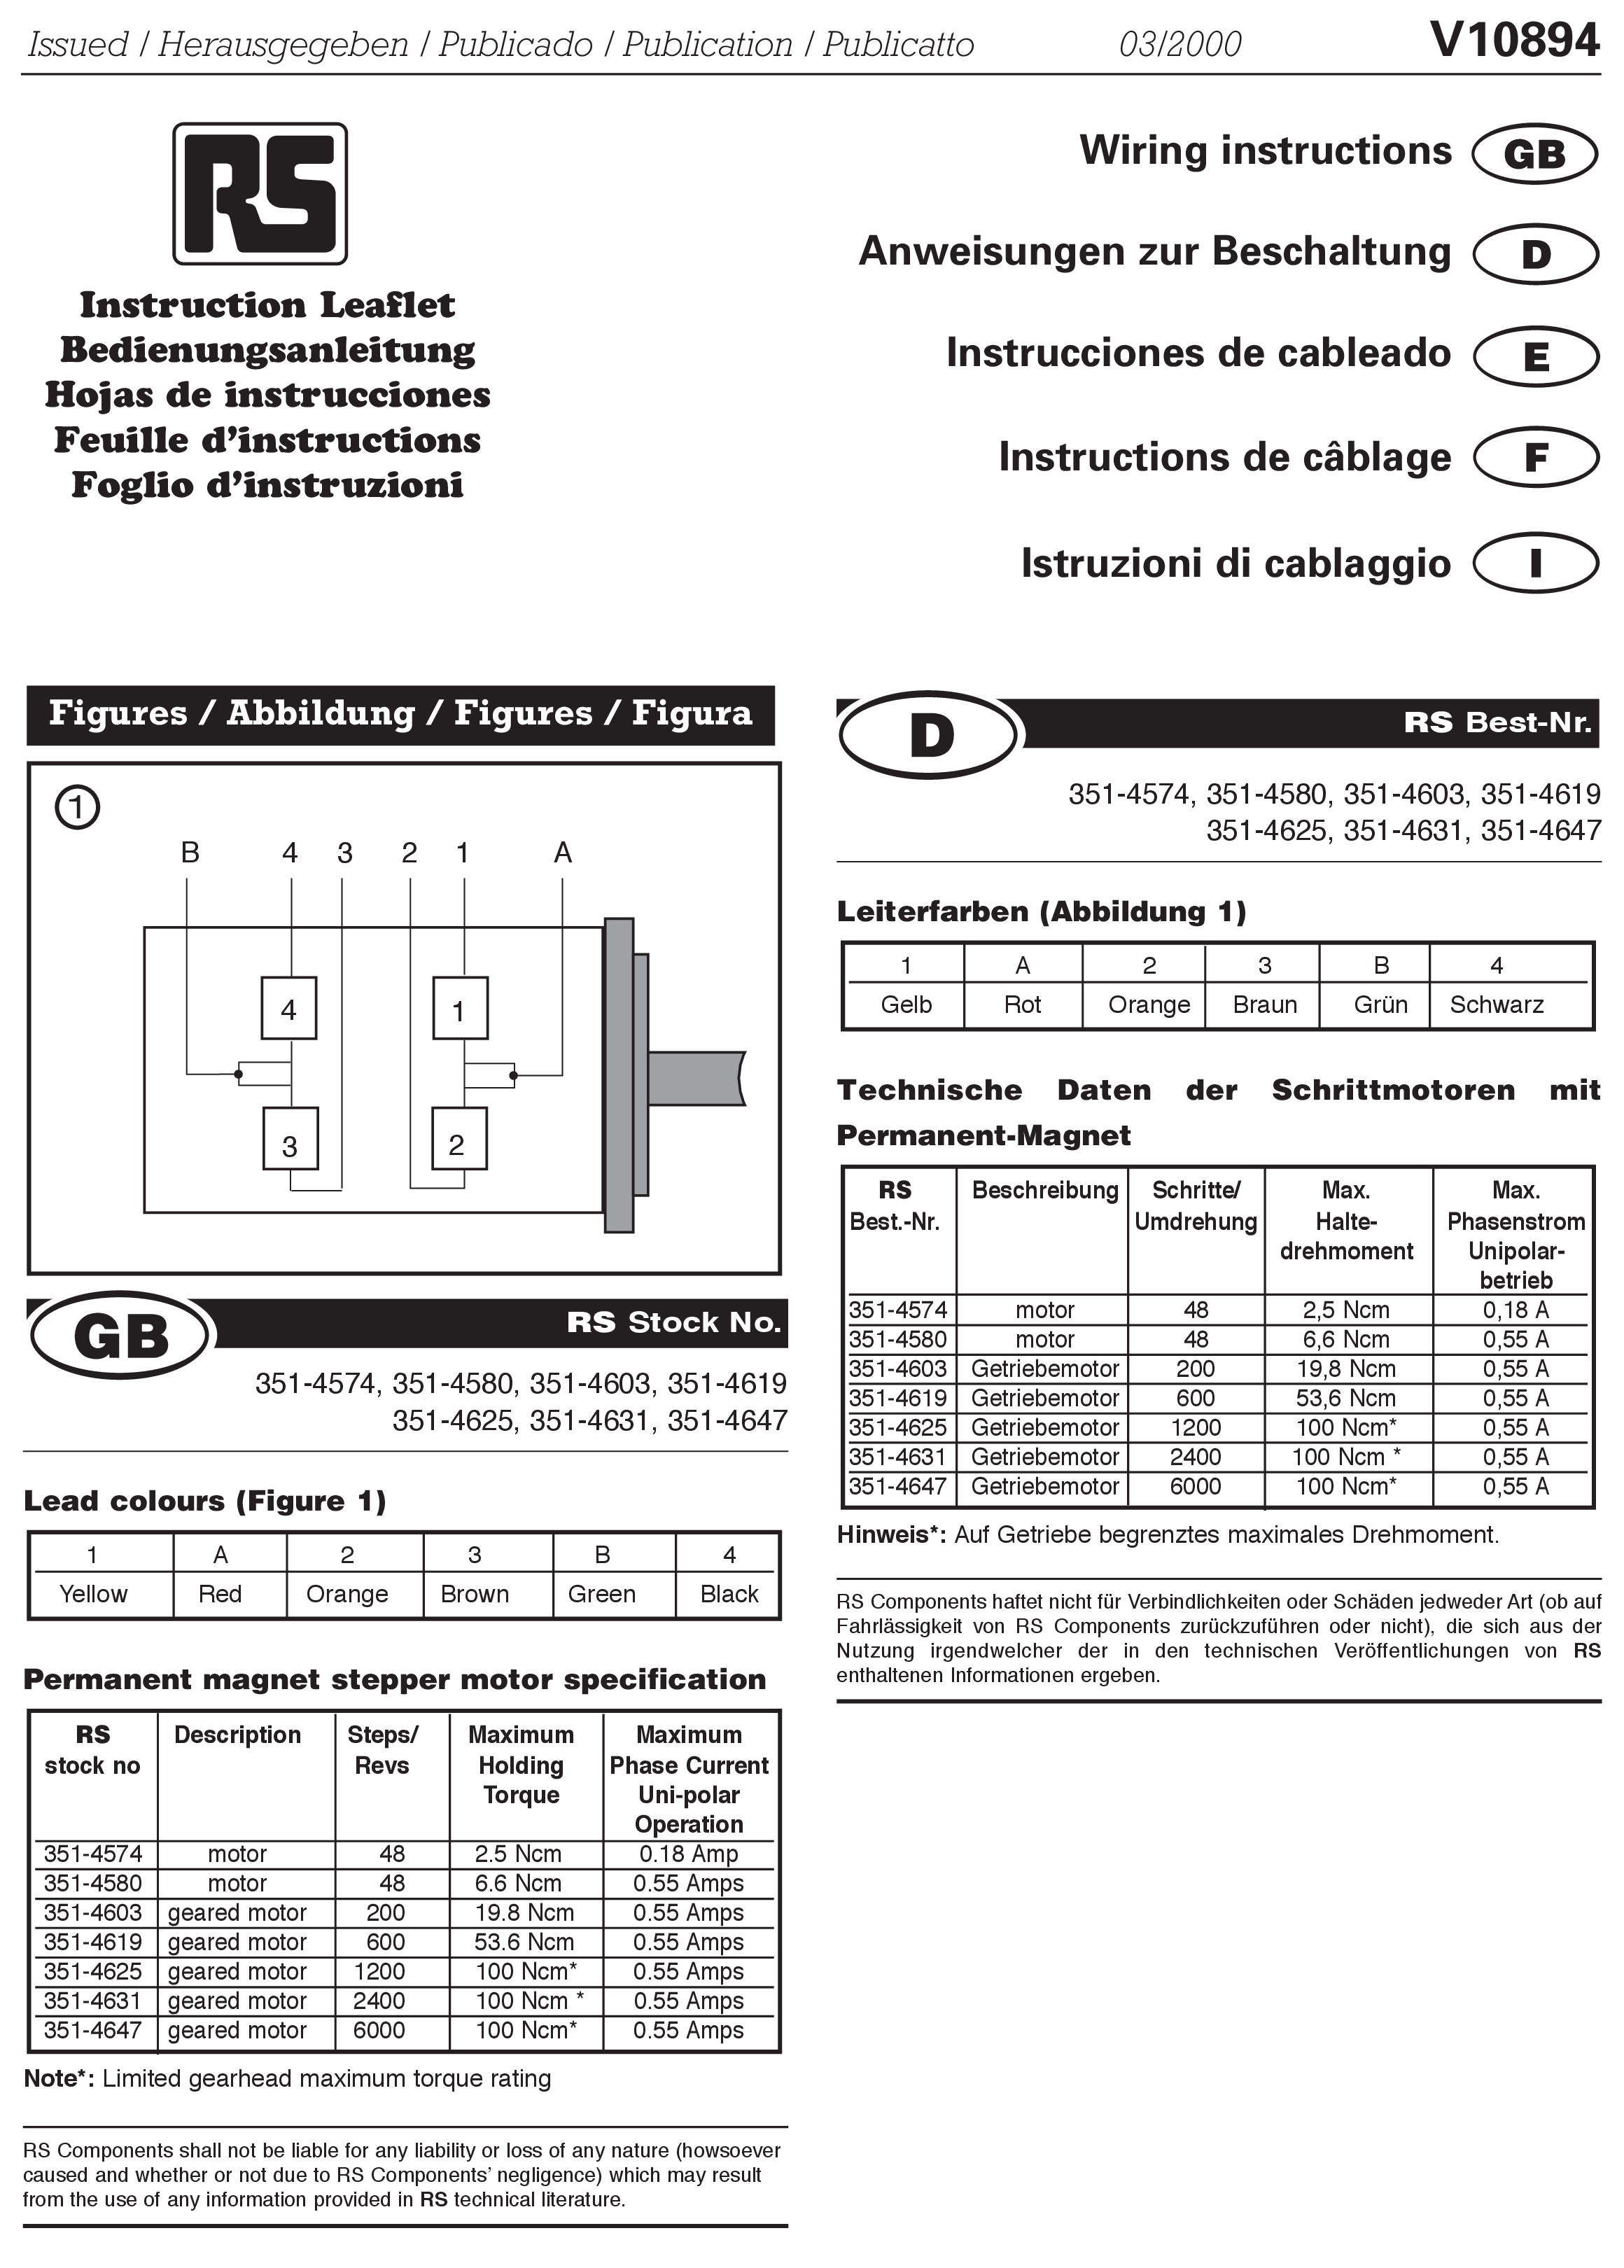 Issued / Herausgegeben / Publicado / Publication / Publicatto 03/2000 V10894
RS
Instruction Leaflet
Bedienungsanleitung
Hojas de instrucciones
Feuille d’instructions
Foglio d’instruzioni
Wiring instructions GB
Anweisungen zur Beschaltung D
Instrucciones de cableado E
Instructions de câblage F
Istruzioni di cablaggio I
Figures / Abbildung / Figures / Figura
1
B 4 3 2 1 A
4 1
3 2
GB RS Stock No.
351-4574, 351-4580, 351-4603, 351-4619
351-4625, 351-4631, 351-4647
Lead colours (Figure 1)
1 A 2 3 B 4
Yellow Red Orange Brown Green Black
Permanent magnet stepper motor specification
RS Description Steps/ Maximum Maximum
stock no Revs Holding Phase Current
Torque Uni-polar
Operation
351-4574 motor 48 2.5 Ncm 0.18 Amp
351-4580 motor 48 6.6 Ncm 0.55 Amps
351-4603 geared motor 200 19.8 Ncm 0.55 Amps
351-4619 geared motor 600 53.6 Ncm 0.55 Amps
351-4625 geared motor 1200 100 Ncm* 0.55 Amps
351-4631 geared motor 2400 100 Ncm * 0.55 Amps
351-4647 geared motor 6000 100 Ncm* 0.55 Amps
Note*: Limited gearhead maximum torque rating
RS Components shall not be liable for any liability or loss of any nature (howsoever
caused and whether or not due to RS Components’ negligence) which may result
from the use of any information provided in RS technical literature.
D RS Best-Nr.
351-4574, 351-4580, 351-4603, 351-4619
351-4625, 351-4631, 351-4647
Leiterfarben (Abbildung 1)
1 A 2 3 B 4
Gelb Rot Orange Braun Grün Schwarz
Technische Daten der Schrittmotoren mit
Permanent-Magnet
RS Beschreibung Schritte/ Max. Max.
Best.-Nr. Umdrehung Halte- Phasenstrom
drehmoment Unipolar-
betrieb
351-4574 motor 48 2,5 Ncm 0,18 A
351-4580 motor 48 6,6 Ncm 0,55 A
351-4603 Getriebemotor 200 19,8 Ncm 0,55 A
351-4619 Getriebemotor 600 53,6 Ncm 0,55 A
351-4625 Getriebemotor 1200 100 Ncm* 0,55 A
351-4631 Getriebemotor 2400 100 Ncm * 0,55 A
351-4647 Getriebemotor 6000 100 Ncm* 0,55 A
Hinweis*: Auf Getriebe begrenztes maximales Drehmoment.
RS Components haftet nicht für Verbindlichkeiten oder Schäden jedweder Art (ob auf
Fahrlässigkeit von RS Components zurückzuführen oder nicht), die sich aus der
Nutzung irgendwelcher der in den technischen Veröffentlichungen von RS
enthaltenen Informationen ergeben.